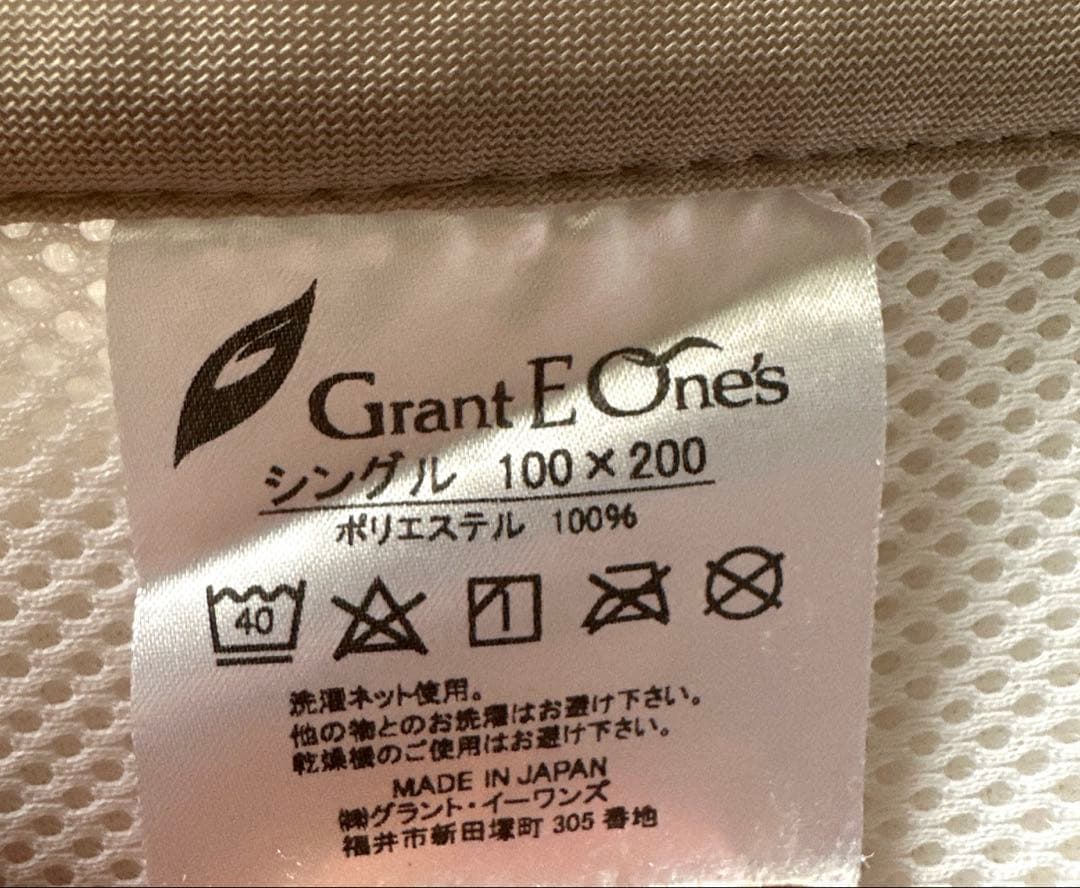 Grant E One's
シングル 100×200
ポリエステル 100%
40
洗濯ネット使用。
他の物とのお洗濯はお避け下さい。
乾燥機のご使用はお避け下さい。
MADE IN JAPAN
㈱グラント・イーワンズ
福井市新田塚町 305 番地